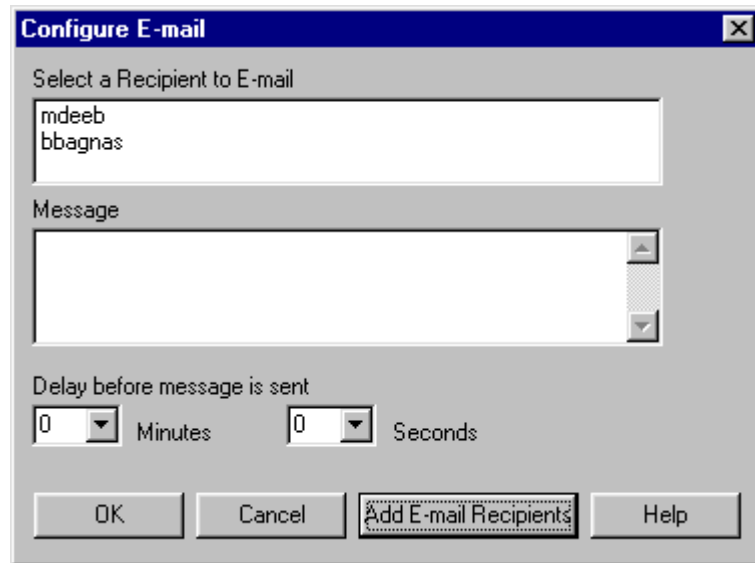 Configure E-mail
Select a Recipient to E-mail
mdeeb
bbagnas
Message
Delay before message is sent
0 Minutes 0 Seconds
OK Cancel Add E-mail Recipients Help